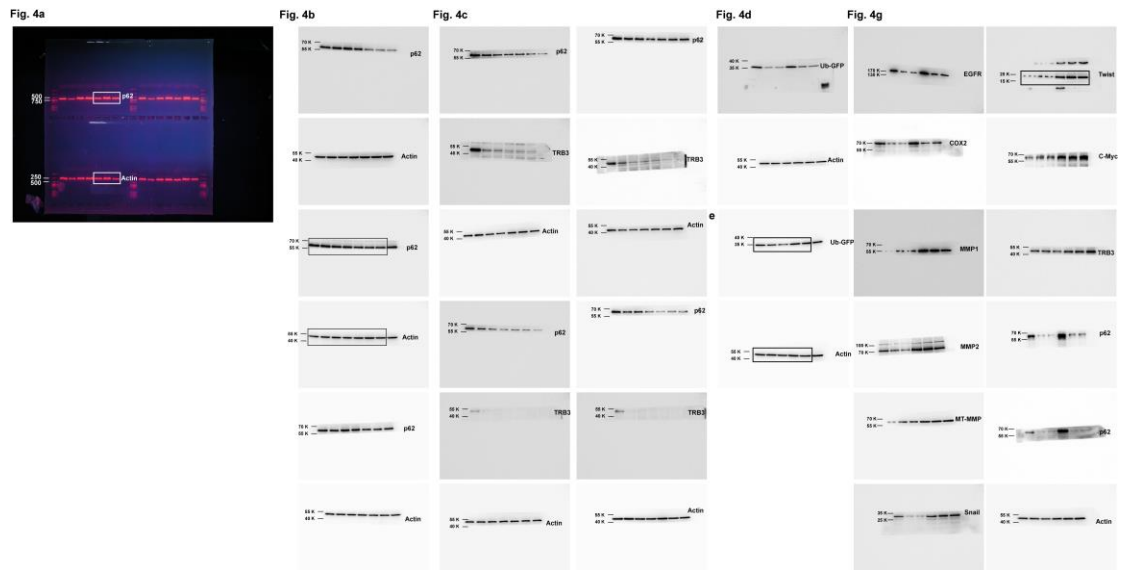 Fig. 4a
500
750
p62
250
500
Actin
Fig. 4b
70 K
55 K
p62
55 K
40 K
Actin
70 K
55 K
p62
55 K
40 K
Actin
70 K
55 K
p62
55 K
40 K
Actin
Fig. 4c
70 K
55 K
p62
70 K
55 K
p62
55 K
40 K
TRB3
55 K
40 K
TRB3
55 K
40 K
Actin
55 K
40 K
Actin
70 K
55 K
p62
70 K
55 K
p62
55 K
40 K
TRB3
55 K
40 K
TRB3
55 K
40 K
Actin
55 K
40 K
Actin
Fig. 4d
40 K
35 K
Ub-GFP
55 K
40 K
Actin
e
40 K
35 K
Ub-GFP
55 K
40 K
Actin
Fig. 4g
170 K
130 K
EGFR
25 K
15 K
Twist
70 K
55 K
COX2
70 K
55 K
C-Myc
70 K
55 K
MMP1
55 K
40 K
TRB3
100 K
70 K
MMP2
70 K
55 K
p62
70 K
55 K
MT-MMP
70 K
55 K
p62
35 K
25 K
Snail
55 K
40 K
Actin